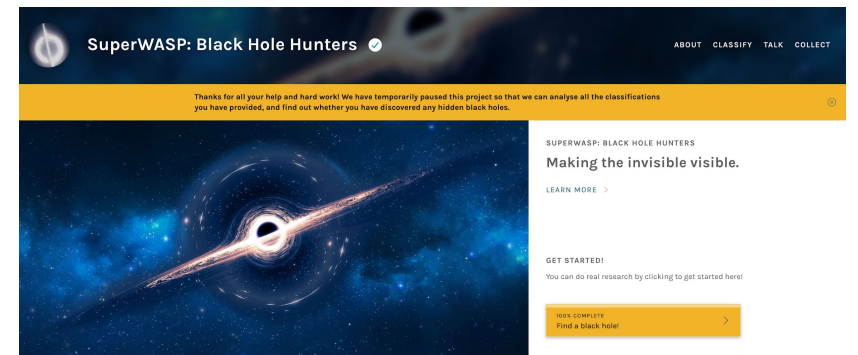 SuperWASP: Black Hole Hunters
ABOUT CLASSIFY TALK COLLECT
Thanks for all your help and hard work! We have temporarily paused this project so that we can analyse all the classifications
you have provided, and find out whether you have discovered any hidden black holes.
SUPERWASP: BLACK HOLE HUNTERS
Making the invisible visible.
LEARN MORE
GET STARTED!
You can do real research by clicking to get started here!
100% COMPLETE
Find a black hole!